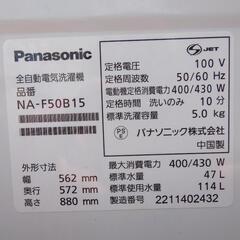 Panasonic
全自動電気洗濯機
品番
NA-F50B15
外形寸法
幅 562 mm
奥行 572 mm
高さ 880 mm
S JET
定格電圧 100 V
定格周波数 50/60 Hz
電動機定格消費電力 400/430 W
定格時間 洗いのみ 10 分
標準洗濯容量 5.0 kg
PSE パナソニック株式会社
中国製
最大消費電力 400/430 W
標準水量 47 L
標準使用水量 114 L
製造番号 2211402432